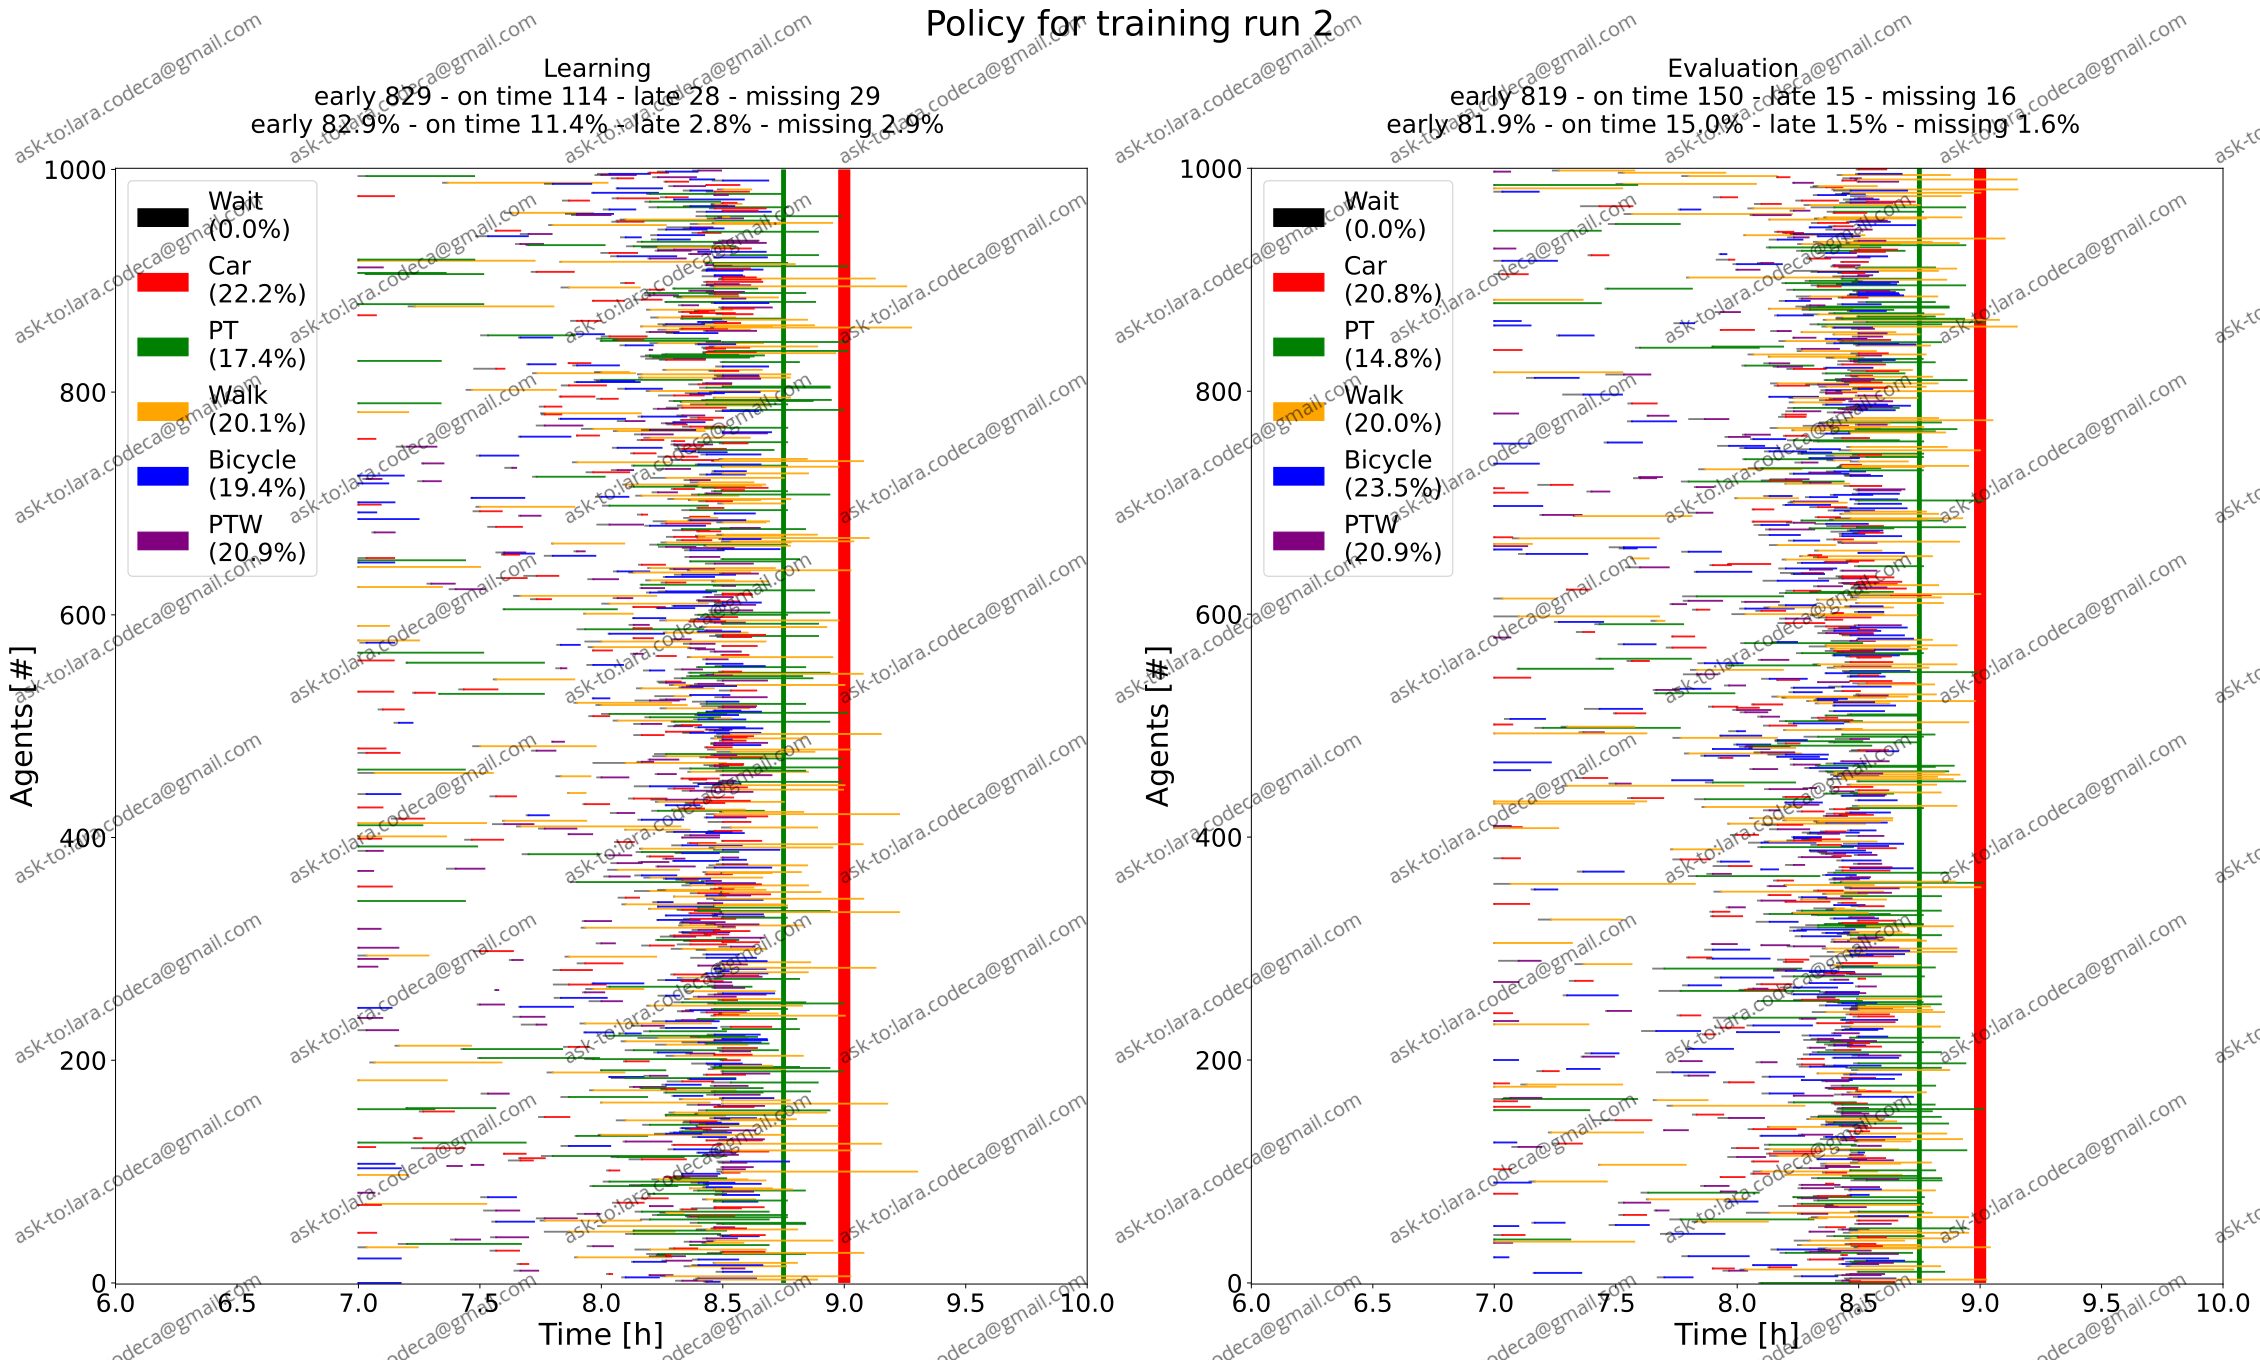 Policy for training run 2
Learning
early 829 - on time 114 - late 28 - missing 29
early 82.9% - on time 11.4% - late 2.8% - missing 2.9%
1000
800
600
400
200
0
Agents [#]
Wait
(0.0%)
Car
(22.2%)
PT
(17.4%)
Walk
(20.1%)
Bicycle
(19.4%)
PTW
(20.9%)
6.0 6.5 7.0 7.5 8.0 8.5 9.0 9.5 10.0
Time [h]
Evaluation
early 819 - on time 150 - late 15 - missing 16
early 81.9% - on time 15.0% - late 1.5% - missing 1.6%
1000
800
600
400
200
0
Agents [#]
Wait
(0.0%)
Car
(20.8%)
PT
(14.8%)
Walk
(20.0%)
Bicycle
(23.5%)
PTW
(20.9%)
6.0 6.5 7.0 7.5 8.0 8.5 9.0 9.5 10.0
Time [h]
ask-to:lara.codeca@gmail.com